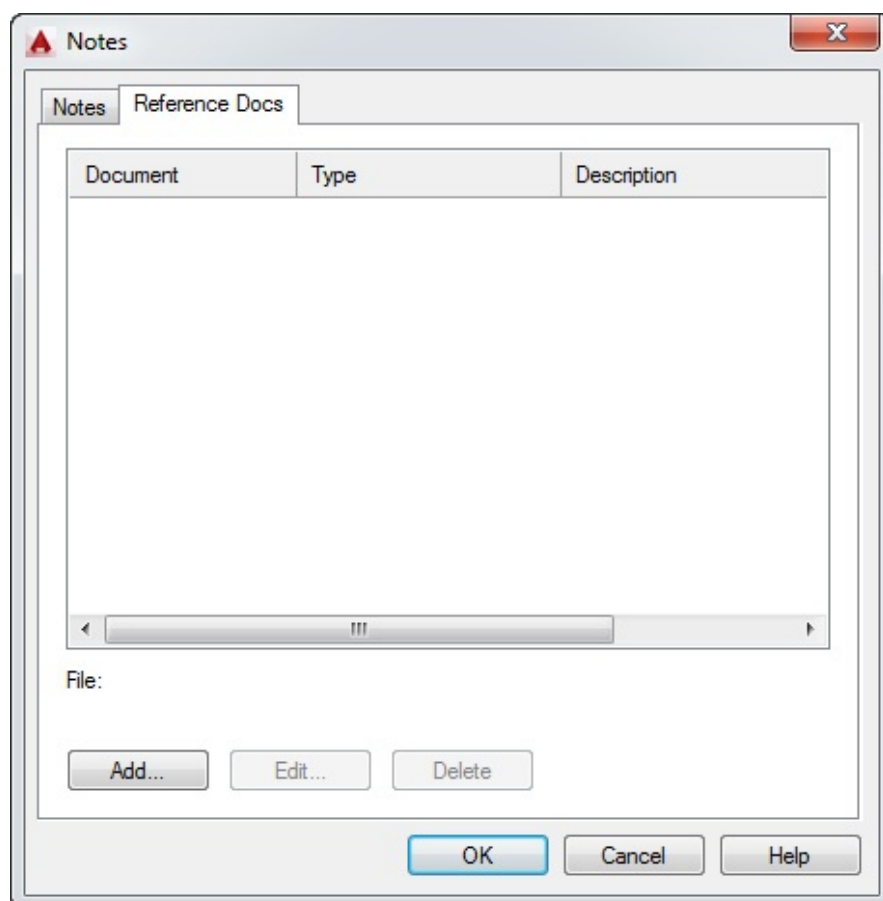 Notes
Notes Reference Docs
Document Type Description
File:
Add... Edit... Delete
OK Cancel Help